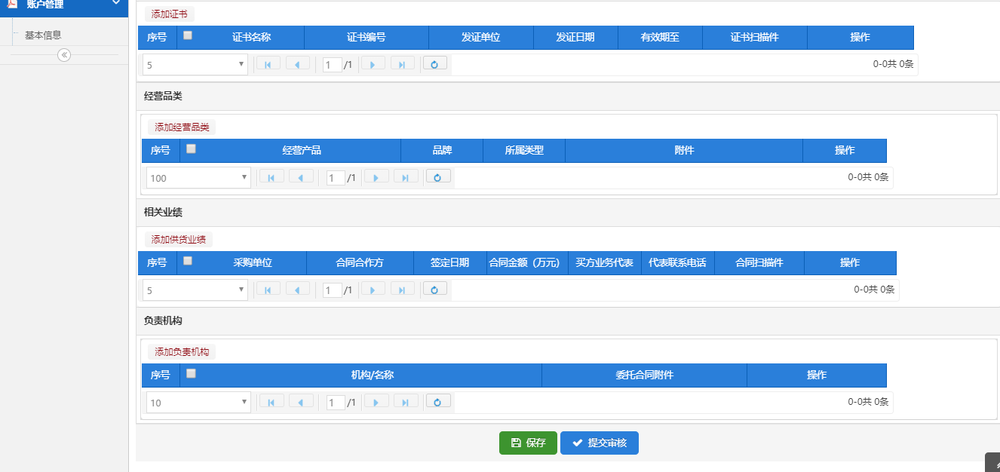 账户管理
基本信息
添加证书
序号 证书名称 证书编号 发证单位 发证日期 有效期至 证书扫描件 操作
5 1 /1 0-0共 0条
经营品类
添加经营品类
序号 经营产品 品牌 所属类型 附件 操作
100 1 /1 0-0共 0条
相关业绩
添加供货业绩
序号 采购单位 合同合作方 签定日期 合同金额（万元） 买方业务代表 代表联系电话 合同扫描件 操作
5 1 /1 0-0共 0条
负责机构
添加负责机构
序号 机构/名称 委托合同附件 操作
10 1 /1 0-0共 0条
保存 提交审核